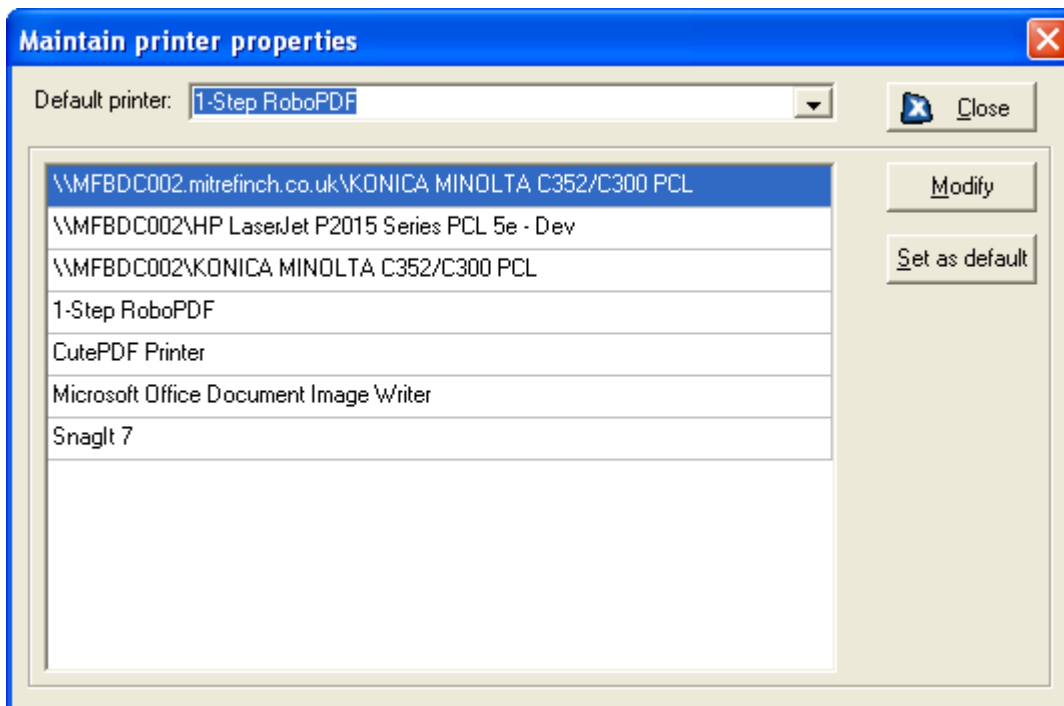 Maintain printer properties
Default printer: 1-Step RoboPDF
Close
\\MFBDC002.mitrefinch.co.uk\KONICA MINOLTA C352/C300 PCL
Modify
\\MFBDC002\HP LaserJet P2015 Series PCL 5e - Dev
\\MFBDC002\KONICA MINOLTA C352/C300 PCL
Set as default
1-Step RoboPDF
CutePDF Printer
Microsoft Office Document Image Writer
SnagIt 7